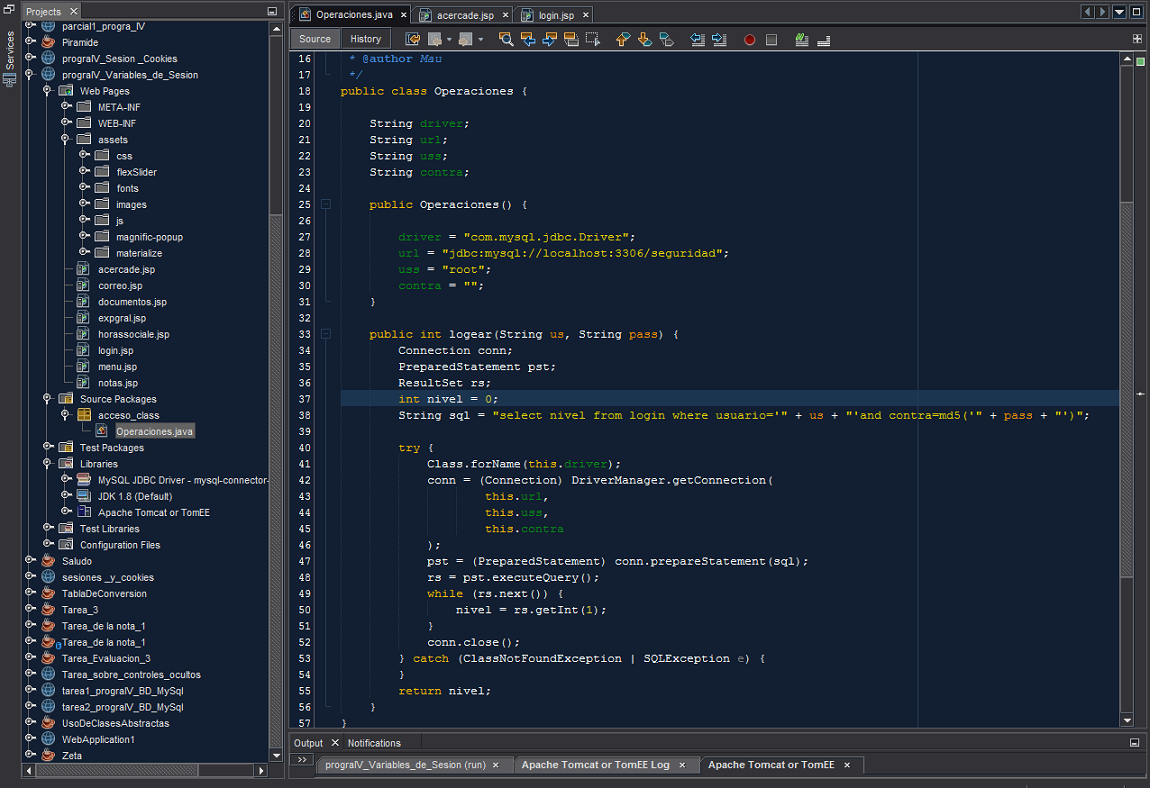 Services
Projects
parcial1_progra_IV
Piramide
prograIV_Sesion _Cookies
prograIV_Variables_de_Sesion
Web Pages
META-INF
WEB-INF
assets
css
flexSlider
fonts
images
js
magnific-popup
materialize
acercade.jsp
correo.jsp
documentos.jsp
expgral.jsp
horassociale.jsp
login.jsp
menu.jsp
notas.jsp
Source Packages
acceso_class
Operaciones.java
Test Packages
Libraries
MySQL JDBC Driver - mysql-connector-
JDK 1.8 (Default)
Apache Tomcat or TomEE
Test Libraries
Configuration Files
Saludo
sesiones _y_cookies
TablaDeConversion
Tarea_3
Tarea_de la nota_1
Tarea_de la nota_1
Tarea_Evaluacion_3
Tarea_sobre_controles_ocultos
tarea1_prograIV_BD_MySql
tarea2_prograIV_BD_MySql
UsoDeClasesAbstractas
WebApplication1
Zeta
Operaciones.java acercade.jsp login.jsp
Source History
16 * @author Mau
17 */
18 public class Operaciones {
19
20 String driver;
21 String url;
22 String uss;
23 String contra;
24
25 public Operaciones() {
26
27 driver = "com.mysql.jdbc.Driver";
28 url = "jdbc:mysql://localhost:3306/seguridad";
29 uss = "root";
30 contra = "";
31 }
32
33 public int logear(String us, String pass) {
34 Connection conn;
35 PreparedStatement pst;
36 ResultSet rs;
37 int nivel = 0;
38 String sql = "select nivel from login where usuario='" + us + "'and contra=md5('" + pass + "')";
39
40 try {
41 Class.forName(this.driver);
42 conn = (Connection) DriverManager.getConnection(
43 this.url,
44 this.uss,
45 this.contra
46 );
47 pst = (PreparedStatement) conn.prepareStatement(sql);
48 rs = pst.executeQuery();
49 while (rs.next()) {
50 nivel = rs.getInt(1);
51 }
52 conn.close();
53 } catch (ClassNotFoundException | SQLException e) {
54 }
55 return nivel;
56 }
57 }
Output Notifications
prograIV_Variables_de_Sesion (run) Apache Tomcat or TomEE Log Apache Tomcat or TomEE